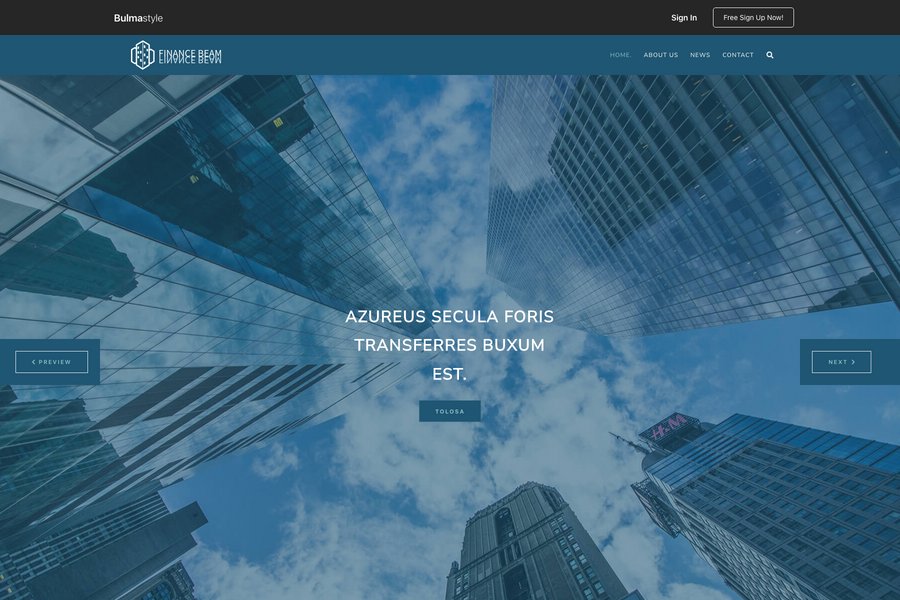 Bulmastyle
Sign In
Free Sign Up Now!
FINANCE BEAM
HOME.
ABOUT US
NEWS
CONTACT
AZUREUS SECULA FORIS
TRANSFERRES BUXUM
EST.
PREVIEW
NEXT
TOLOSA
H&M